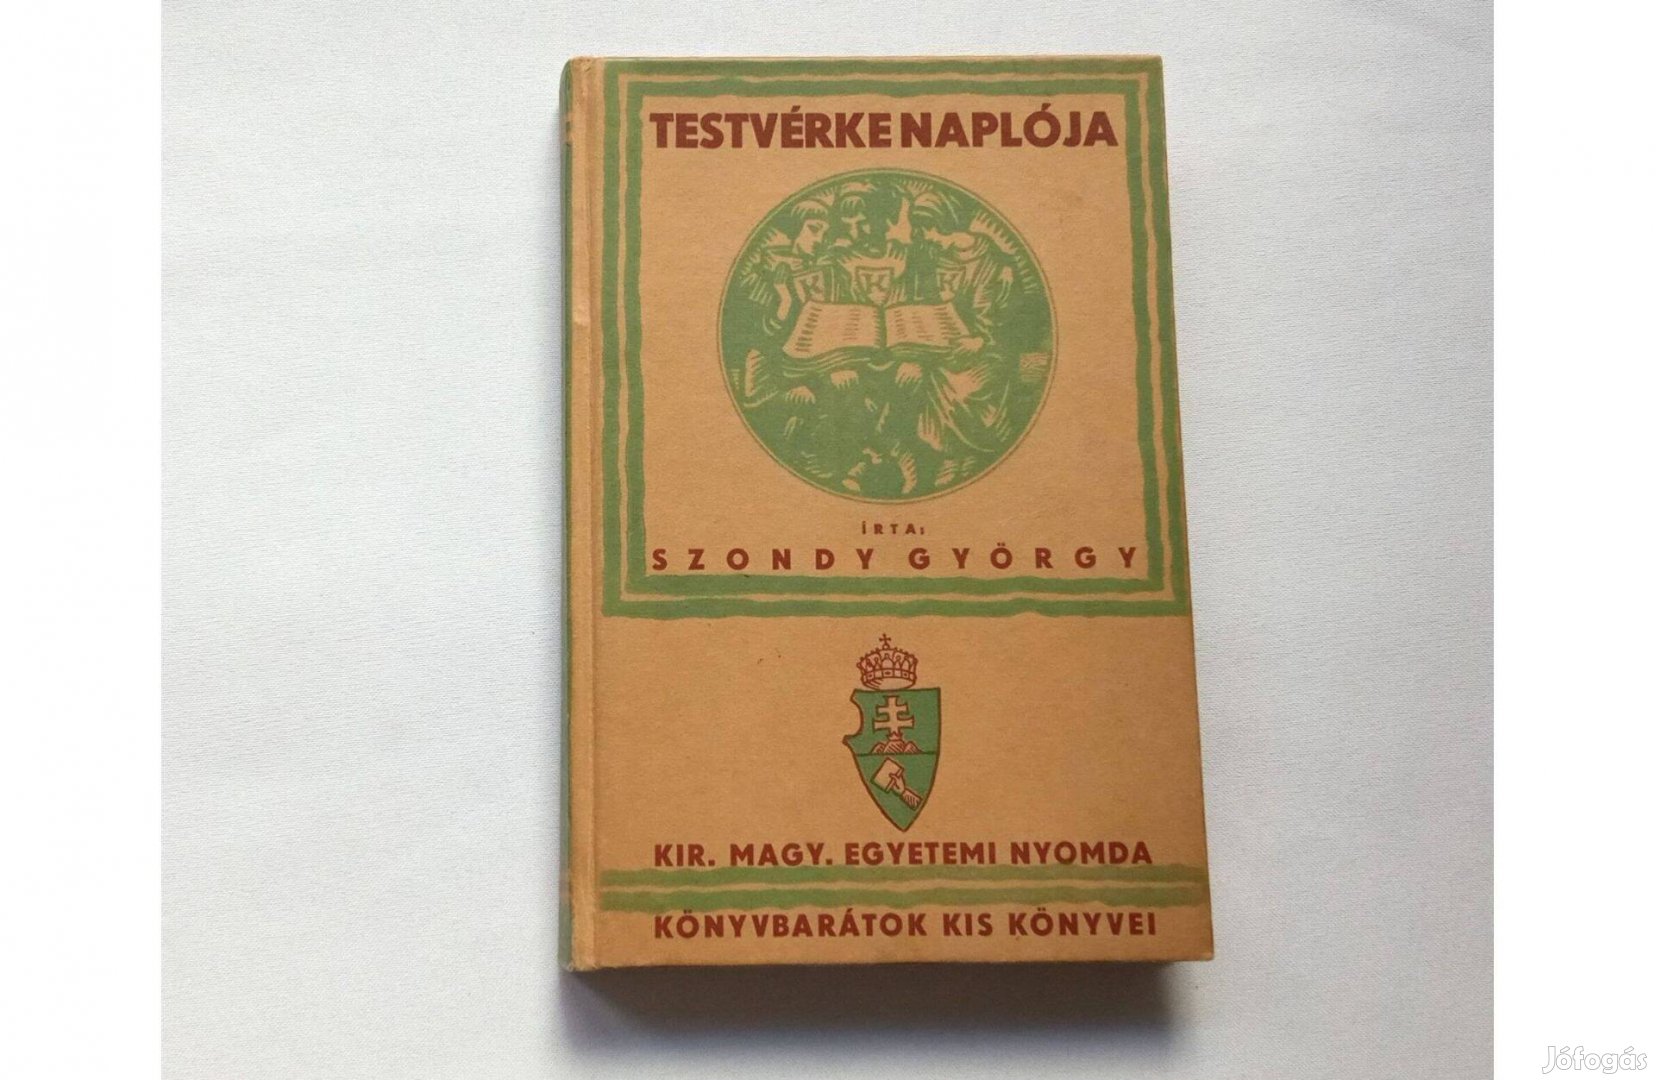 TESTVÉRKE NAPLÓJA
K K K
ÍRTA:
SZONDY GYÖRGY
KIR. MAGY. EGYETEMI NYOMDA
KÖNYVBARÁTOK KIS KÖNYVEI
Jófogás